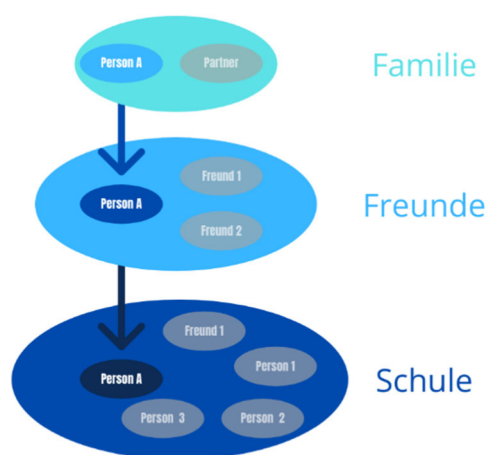 Person A
Partner
Familie
Freund 1
Person A
Freunde
Freund 2
Freund 1
Person 1
Person A
Schule
Person 3
Person 2